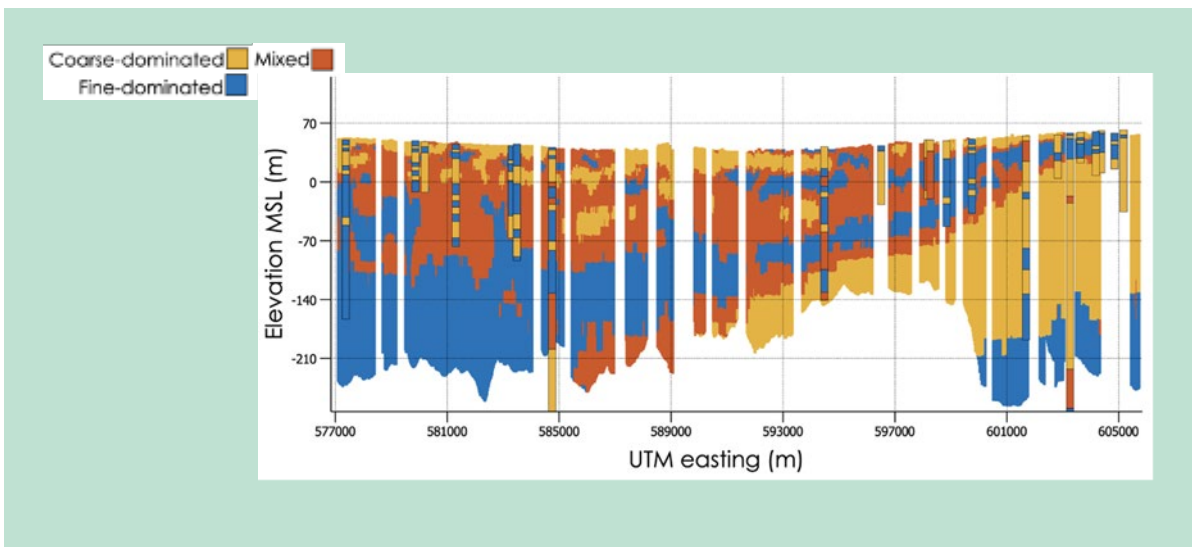 Coarse-dominated Mixed
Fine-dominated
Elevation MSL (m)
70
0
-70
-140
-210
577000 581000 585000 589000 593000 597000 601000 605000
UTM easting (m)